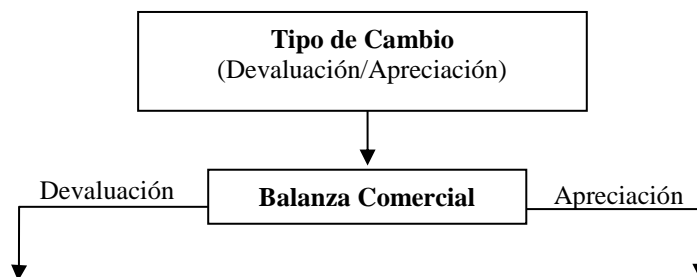 Tipo de Cambio
(Devaluación/Apreciación)
Devaluación
Balanza Comercial
Apreciación